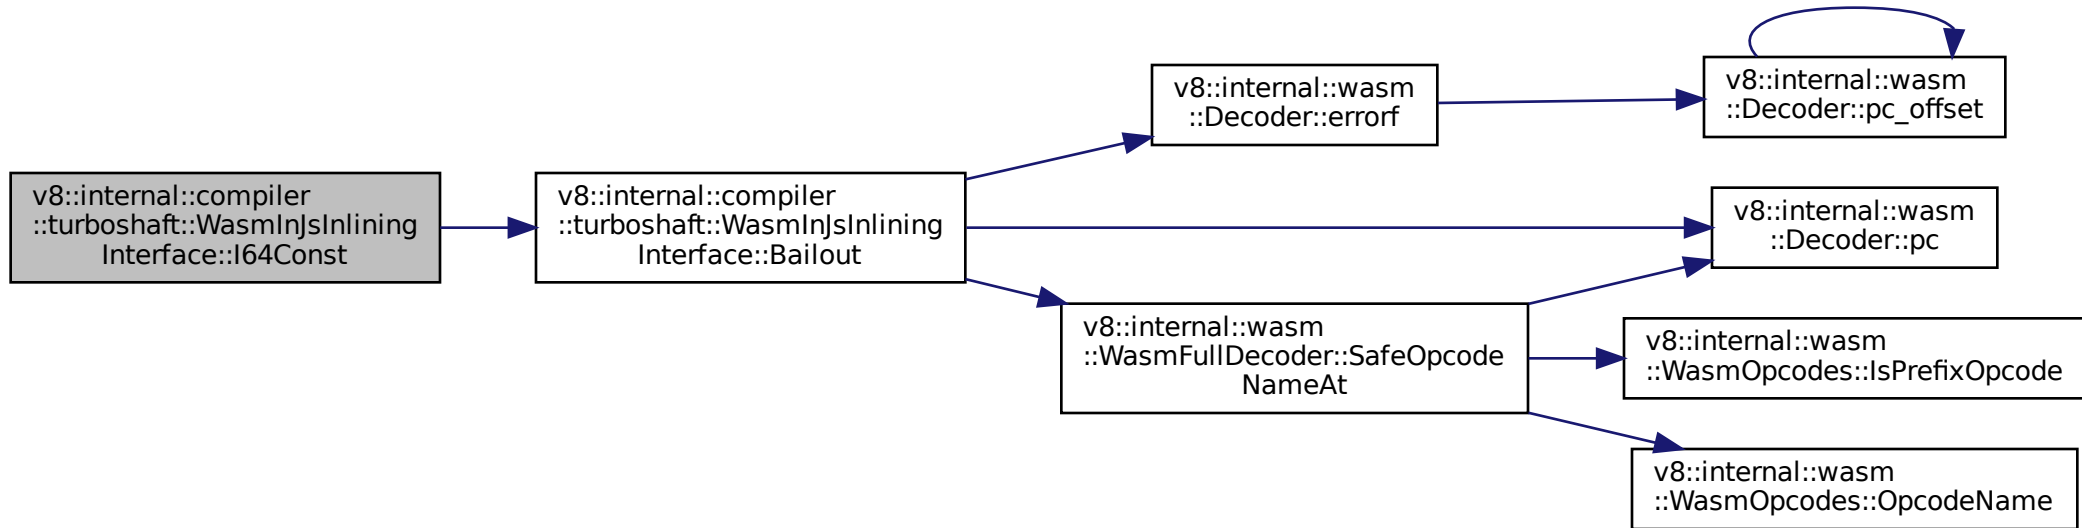 v8::internal::compiler
::turboshaft::WasmInJsInlining
Interface::I64Const
v8::internal::compiler
::turboshaft::WasmInJsInlining
Interface::Bailout
v8::internal::wasm
::Decoder::errorf
v8::internal::wasm
::Decoder::pc_offset
v8::internal::wasm
::Decoder::pc
v8::internal::wasm
::WasmFullDecoder::SafeOpcode
NameAt
v8::internal::wasm
::WasmOpcodes::IsPrefixOpcode
v8::internal::wasm
::WasmOpcodes::OpcodeName